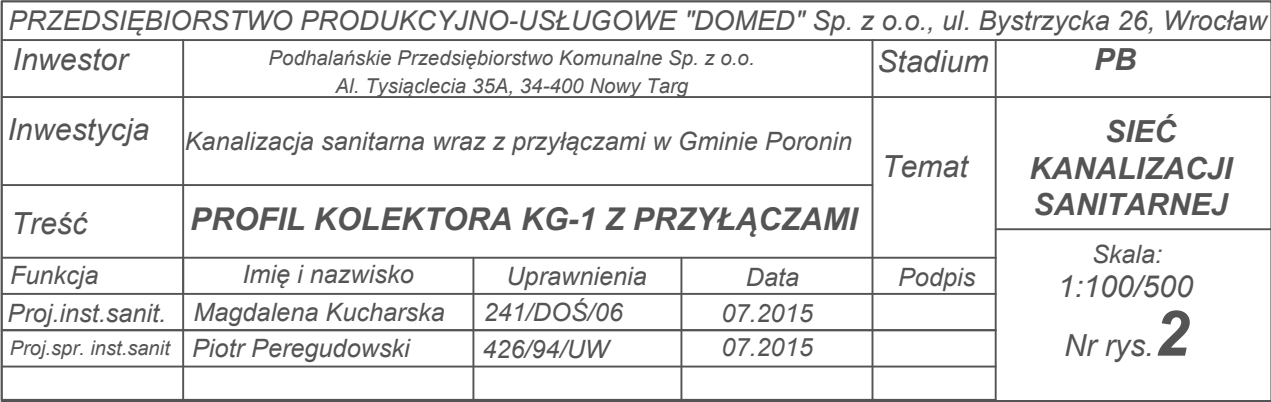 PRZEDSIĘBIORSTWO PRODUKCYJNO-USŁUGOWE "DOMED" Sp. z o.o., ul. Bystrzycka 26, Wrocław
Inwestor
Podhalańskie Przedsiębiorstwo Komunalne Sp. z o.o.
Al. Tysiąclecia 35A, 34-400 Nowy Targ
Stadium
PB
Inwestycja
Kanalizacja sanitarna wraz z przyłączami w Gminie Poronin
Temat
SIEĆ
KANALIZACJI
SANITARNEJ
Treść
PROFIL KOLEKTORA KG-1 Z PRZYŁĄCZAMI
Skala:
1:100/500
Nr rys. 2
Funkcja Imię i nazwisko Uprawnienia Data Podpis
Proj.inst.sanit. Magdalena Kucharska 241/DOŚ/06 07.2015
Proj.spr. inst.sanit Piotr Peregudowski 426/94/UW 07.2015